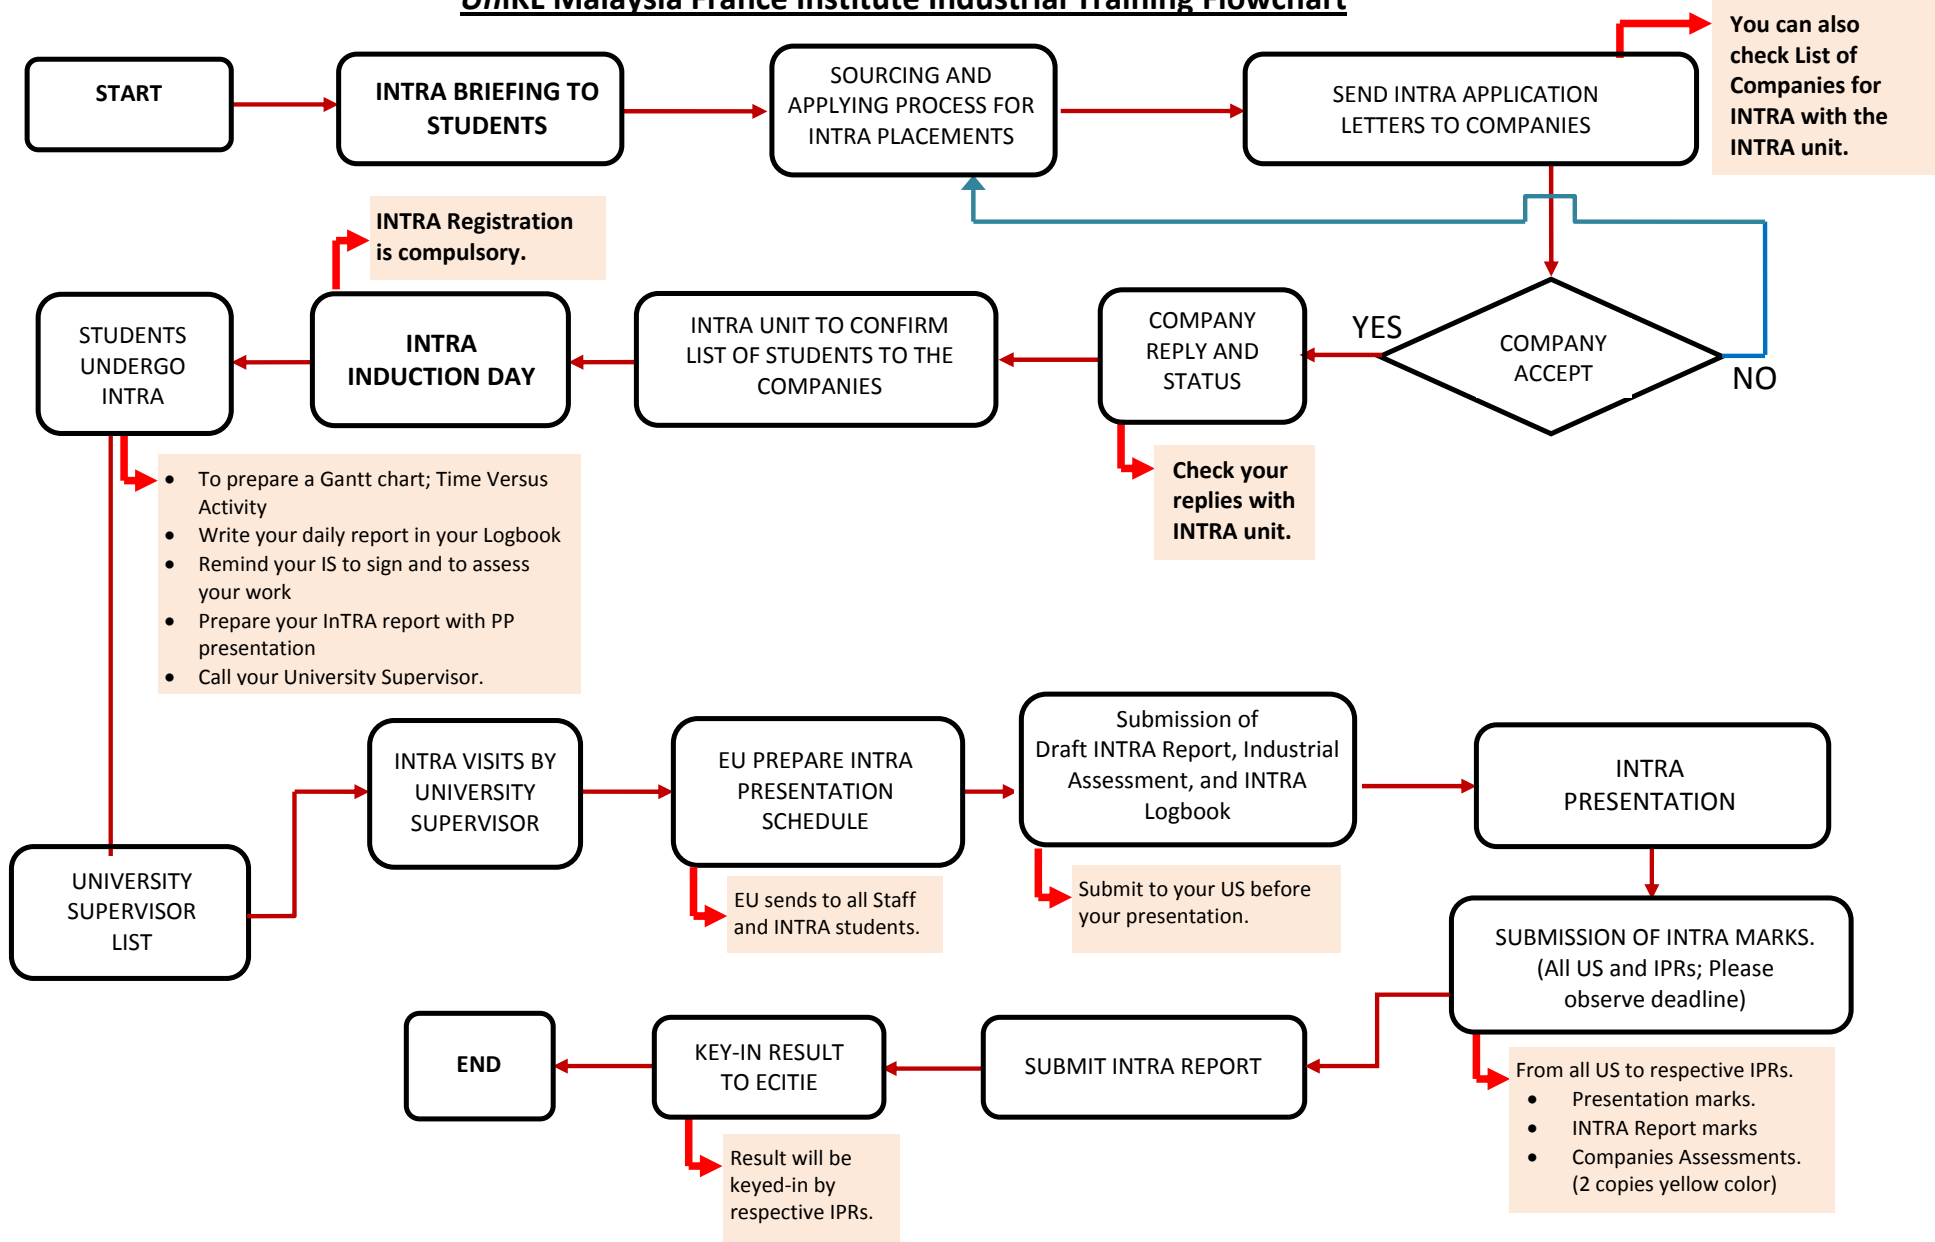 UniKL Malaysia France Institute Industrial Training Flowchart
START
INTRA BRIEFING TO
STUDENTS
SOURCING AND
APPLYING PROCESS FOR
INTRA PLACEMENTS
SEND INTRA APPLICATION
LETTERS TO COMPANIES
You can also
check List of
Companies for
INTRA with the
INTRA unit.
INTRA Registration
is compulsory.
STUDENTS
UNDERGO
INTRA
INTRA
INDUCTION DAY
INTRA UNIT TO CONFIRM
LIST OF STUDENTS TO THE
COMPANIES
COMPANY
REPLY AND
STATUS
YES
COMPANY
ACCEPT
NO
Check your
replies with
INTRA unit.
• To prepare a Gantt chart; Time Versus
Activity
• Write your daily report in your Logbook
• Remind your IS to sign and to assess
your work
• Prepare your InTRA report with PP
presentation
• Call your University Supervisor.
UNIVERSITY
SUPERVISOR
LIST
INTRA VISITS BY
UNIVERSITY
SUPERVISOR
EU PREPARE INTRA
PRESENTATION
SCHEDULE
EU sends to all Staff
and INTRA students.
Submission of
Draft INTRA Report, Industrial
Assessment, and INTRA
Logbook
Submit to your US before
your presentation.
INTRA
PRESENTATION
SUBMISSION OF INTRA MARKS.
(All US and IPRs; Please
observe deadline)
From all US to respective IPRs.
• Presentation marks.
• INTRA Report marks
• Companies Assessments.
(2 copies yellow color)
SUBMIT INTRA REPORT
KEY-IN RESULT
TO ECITIE
Result will be
keyed-in by
respective IPRs.
END